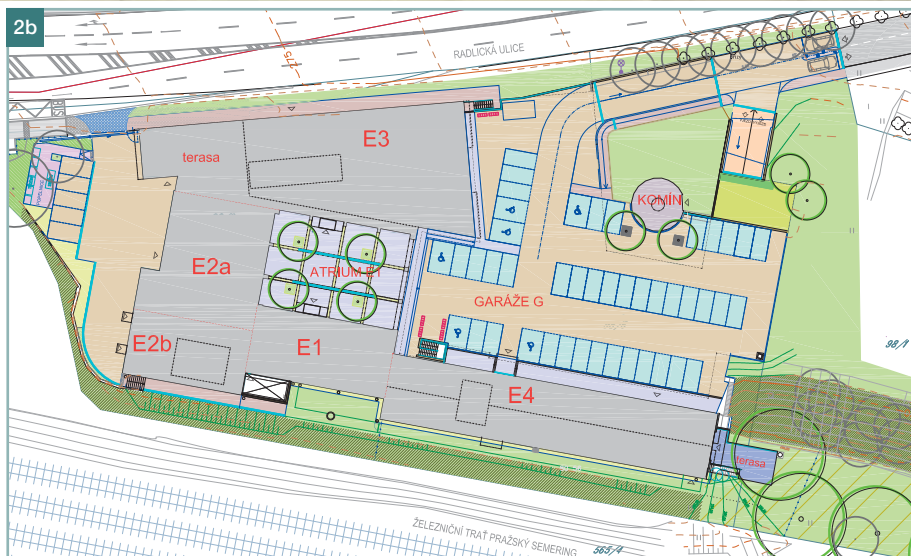 2b
RADLICKÁ ULICE
275
E3
terasa
KOMÍN
E2a
ATRIUM E1
GARÁŽE G
98/1
E2b
E1
E4
terasa
ŽELEZNIČNÍ TRAŤ PRAŽSKÝ SEMERING
565/4